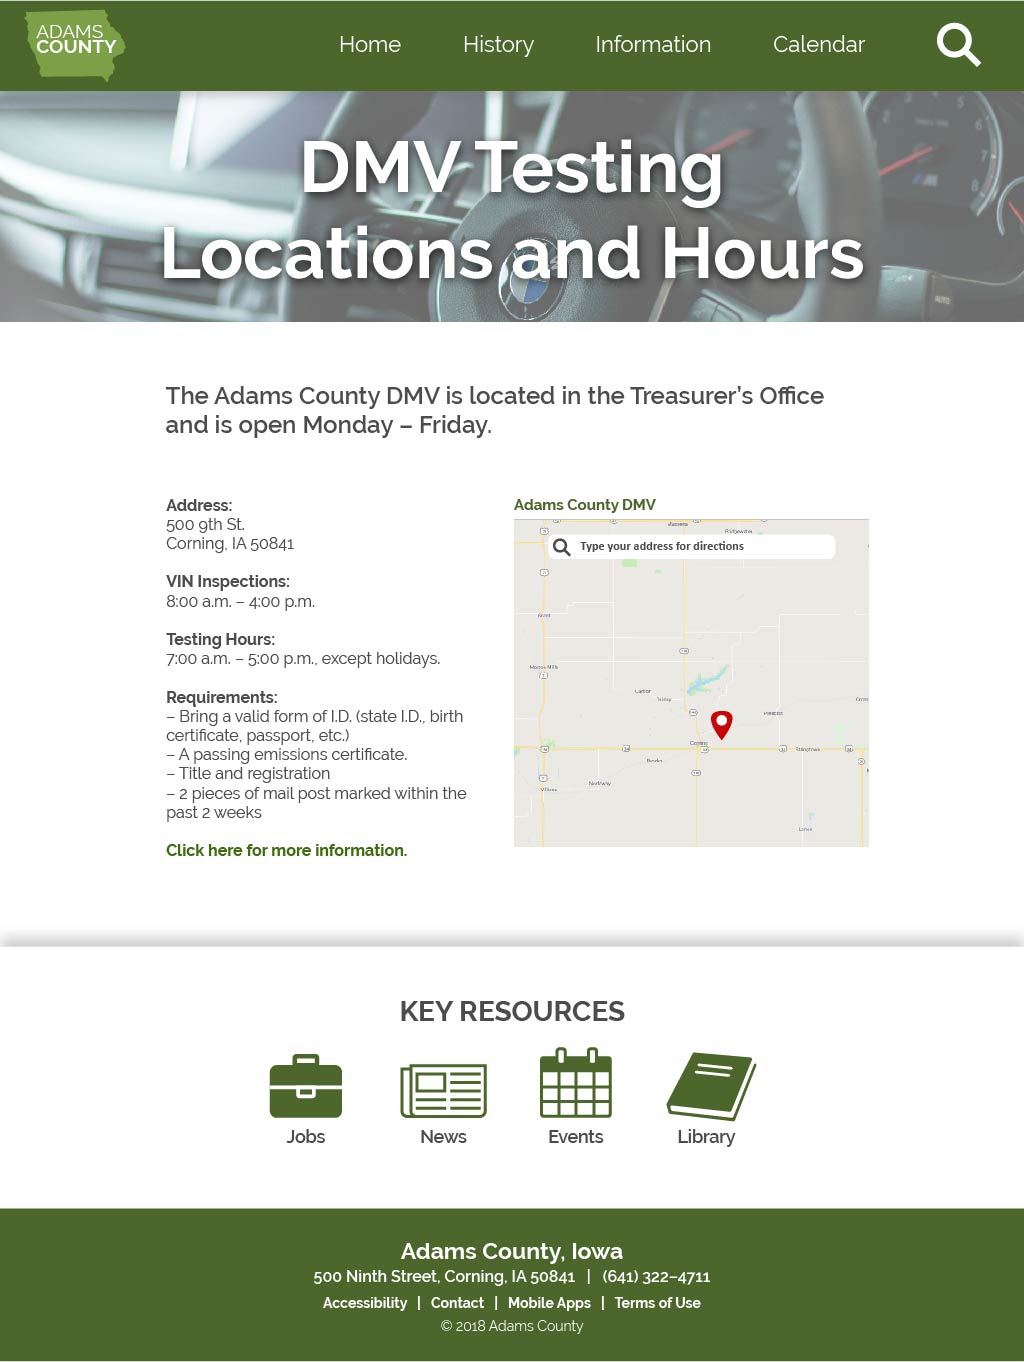 ADAMS
COUNTY
Home History Information Calendar
DMV Testing
Locations and Hours
AUTO
The Adams County DMV is located in the Treasurer’s Office
and is open Monday – Friday.
Address:
500 9th St.
Corning, IA 50841
VIN Inspections:
8:00 a.m. – 4:00 p.m.
Testing Hours:
7:00 a.m. – 5:00 p.m., except holidays.
Requirements:
– Bring a valid form of I.D. (state I.D., birth
certificate, passport, etc.)
– A passing emissions certificate.
– Title and registration
– 2 pieces of mail post marked within the
past 2 weeks
Click here for more information.
Adams County DMV
Type your address for directions
Carbon
Prescott
Corning
Nodaway
KEY RESOURCES
Jobs News Events Library
Adams County, Iowa
500 Ninth Street, Corning, IA 50841 | (641) 322–4711
Accessibility | Contact | Mobile Apps | Terms of Use
© 2018 Adams County